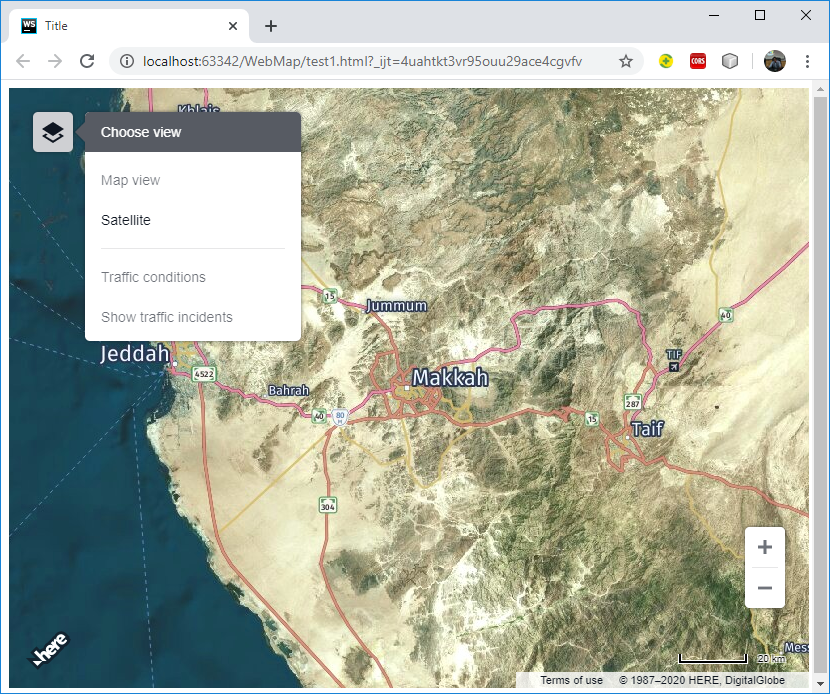 WS
Title
localhost:63342/WebMap/test1.html?_ijt=4uahtkt3vr95ouu29ace4cgvfv
CORS
Khlais
Choose view
Map view
Satellite
Traffic conditions
Show traffic incidents
15
Jummum
40
Jeddah
TIF
4522
Makkah
Bahrah
287
40
80
15
Taif
304
+
−
here
Mess
20 km
Terms of use
© 1987–2020 HERE, DigitalGlobe